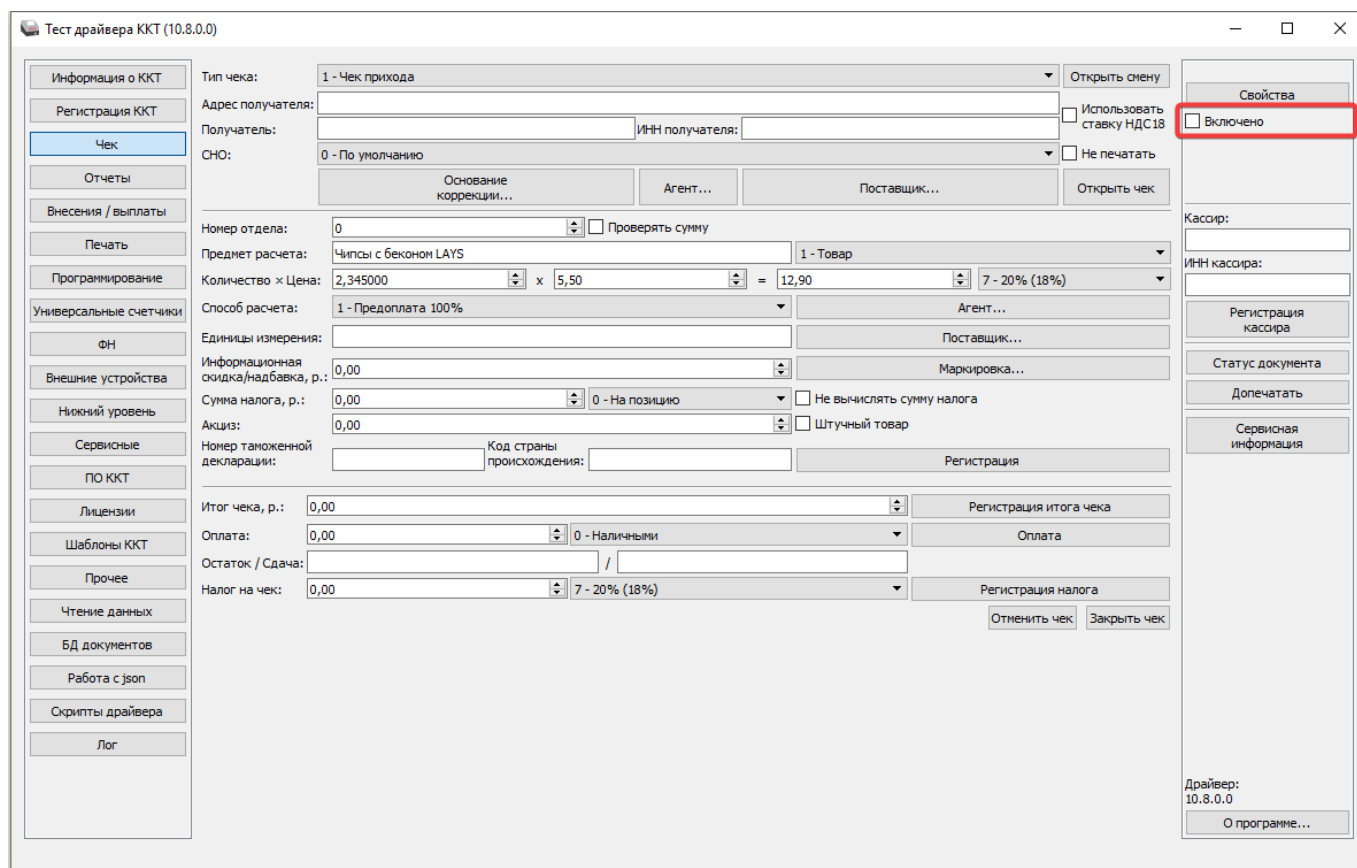 Тест драйвера ККТ (10.8.0.0)
Информация о ККТ
Регистрация ККТ
Чек
Отчеты
Внесения / выплаты
Печать
Программирование
Универсальные счетчики
ФН
Внешние устройства
Нижний уровень
Сервисные
ПО ККТ
Лицензии
Шаблоны ККТ
Прочее
Чтение данных
БД документов
Работа с json
Скрипты драйвера
Лог
Тип чека: 1 - Чек прихода Открыть смену
Адрес получателя:
Использовать
ставку НДС18
Получатель: ИНН получателя:
СНО: 0 - По умолчанию Не печатать
Основание
коррекции...
Агент... Поставщик... Открыть чек
Номер отдела: 0 Проверять сумму
Предмет расчета: Чипсы с беконом LAYS 1 - Товар
Количество × Цена: 2,345000 x 5,50 = 12,90 7 - 20% (18%)
Способ расчета: 1 - Предоплата 100% Агент...
Единицы измерения: Поставщик...
Информационная
скидка/надбавка, р.: 0,00 Маркировка...
Сумма налога, р.: 0,00 0 - На позицию Не вычислять сумму налога
Акциз: 0,00 Штучный товар
Номер таможенной
декларации:
Код страны
происхождения:
Регистрация
Итог чека, р.: 0,00 Регистрация итога чека
Оплата: 0,00 0 - Наличными Оплата
Остаток / Сдача: /
Налог на чек: 0,00 7 - 20% (18%) Регистрация налога
Отменить чек Закрыть чек
Свойства
Включено
Кассир:
ИНН кассира:
Регистрация
кассира
Статус документа
Допечатать
Сервисная
информация
Драйвер:
10.8.0.0
О программе...